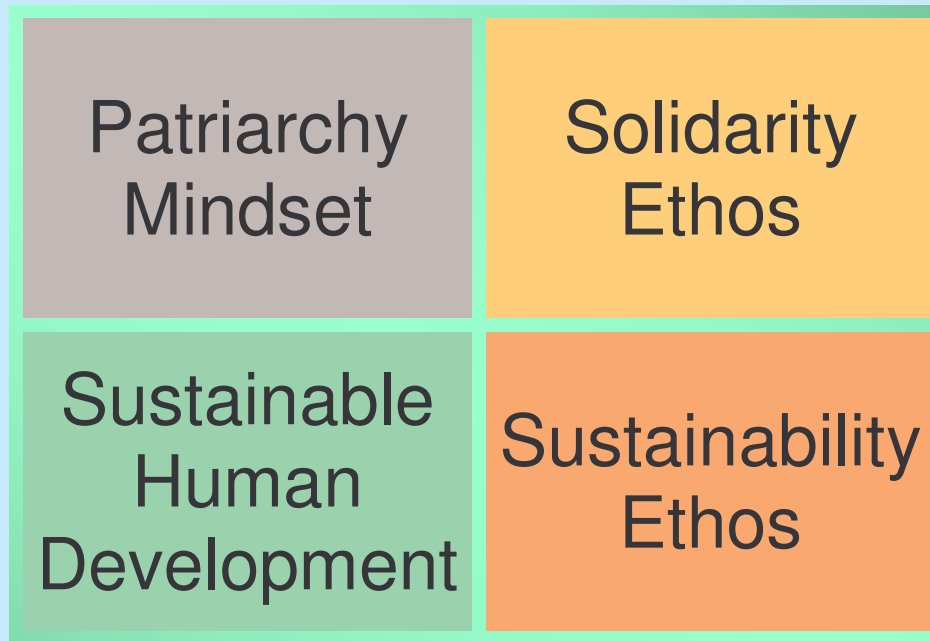 Patriarchy
Mindset
Solidarity
Ethos
Sustainable
Human
Development
Sustainability
Ethos